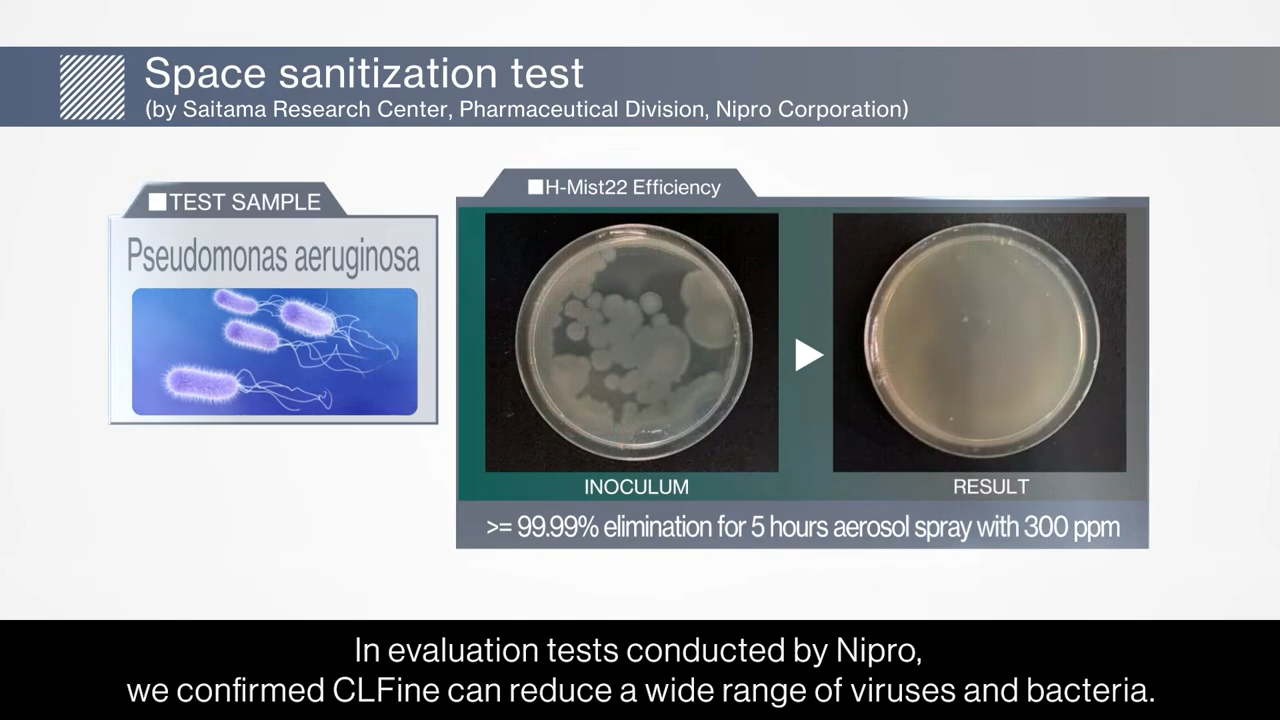 Space sanitization test
(by Saitama Research Center, Pharmaceutical Division, Nipro Corporation)
■TEST SAMPLE
Pseudomonas aeruginosa
■H-Mist22 Efficiency
INOCULUM
RESULT
>= 99.99% elimination for 5 hours aerosol spray with 300 ppm
In evaluation tests conducted by Nipro,
we confirmed CLFine can reduce a wide range of viruses and bacteria.